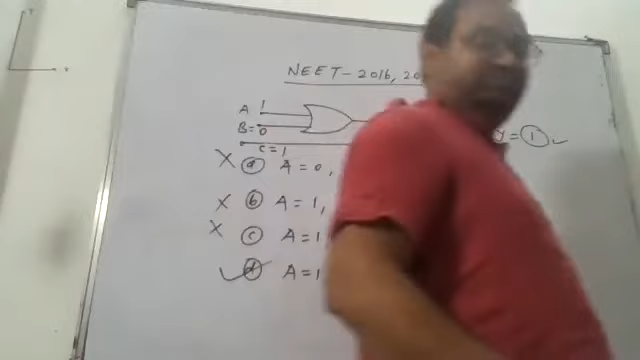 NEET-2016, 20
A 1
B=0
Y = 1 ✓
C=1
X (a) A = 0,
X (b) A = 1,
X (c) A = 1
✓ (d) A = 1